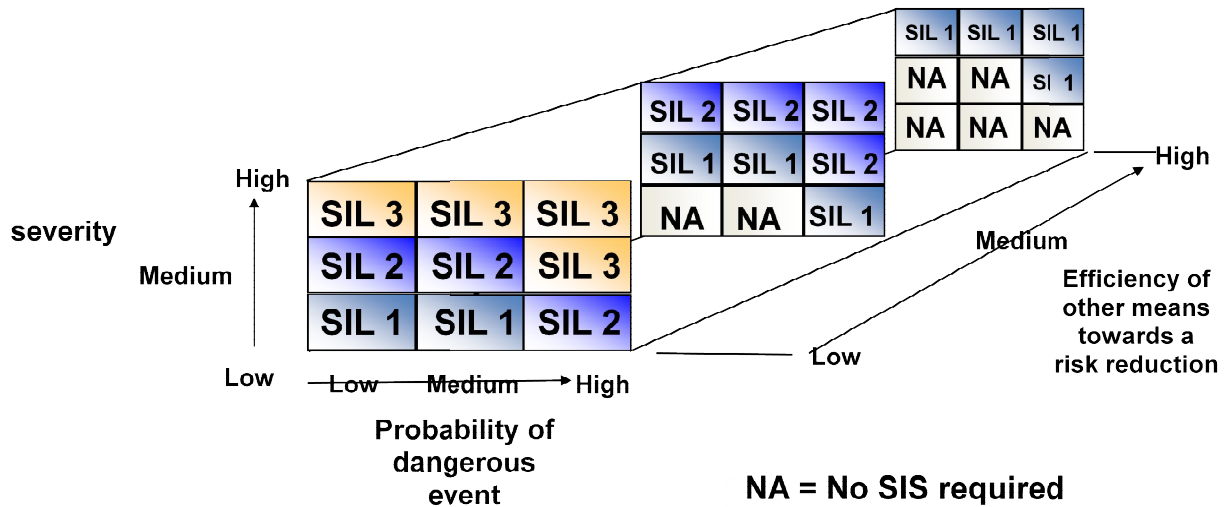 SIL 1 SIL 1 SIL 1
NA NA SI 1
NA NA NA
SIL 2 SIL 2 SIL 2
SIL 1 SIL 1 SIL 2
NA NA SIL 1
High
SIL 3 SIL 3 SIL 3
SIL 2 SIL 2 SIL 3
SIL 1 SIL 1 SIL 2
severity
High
Medium
Low
Low Medium High
Probability of
dangerous
event
Low
Medium
Efficiency of
other means
towards a
risk reduction
NA = No SIS required